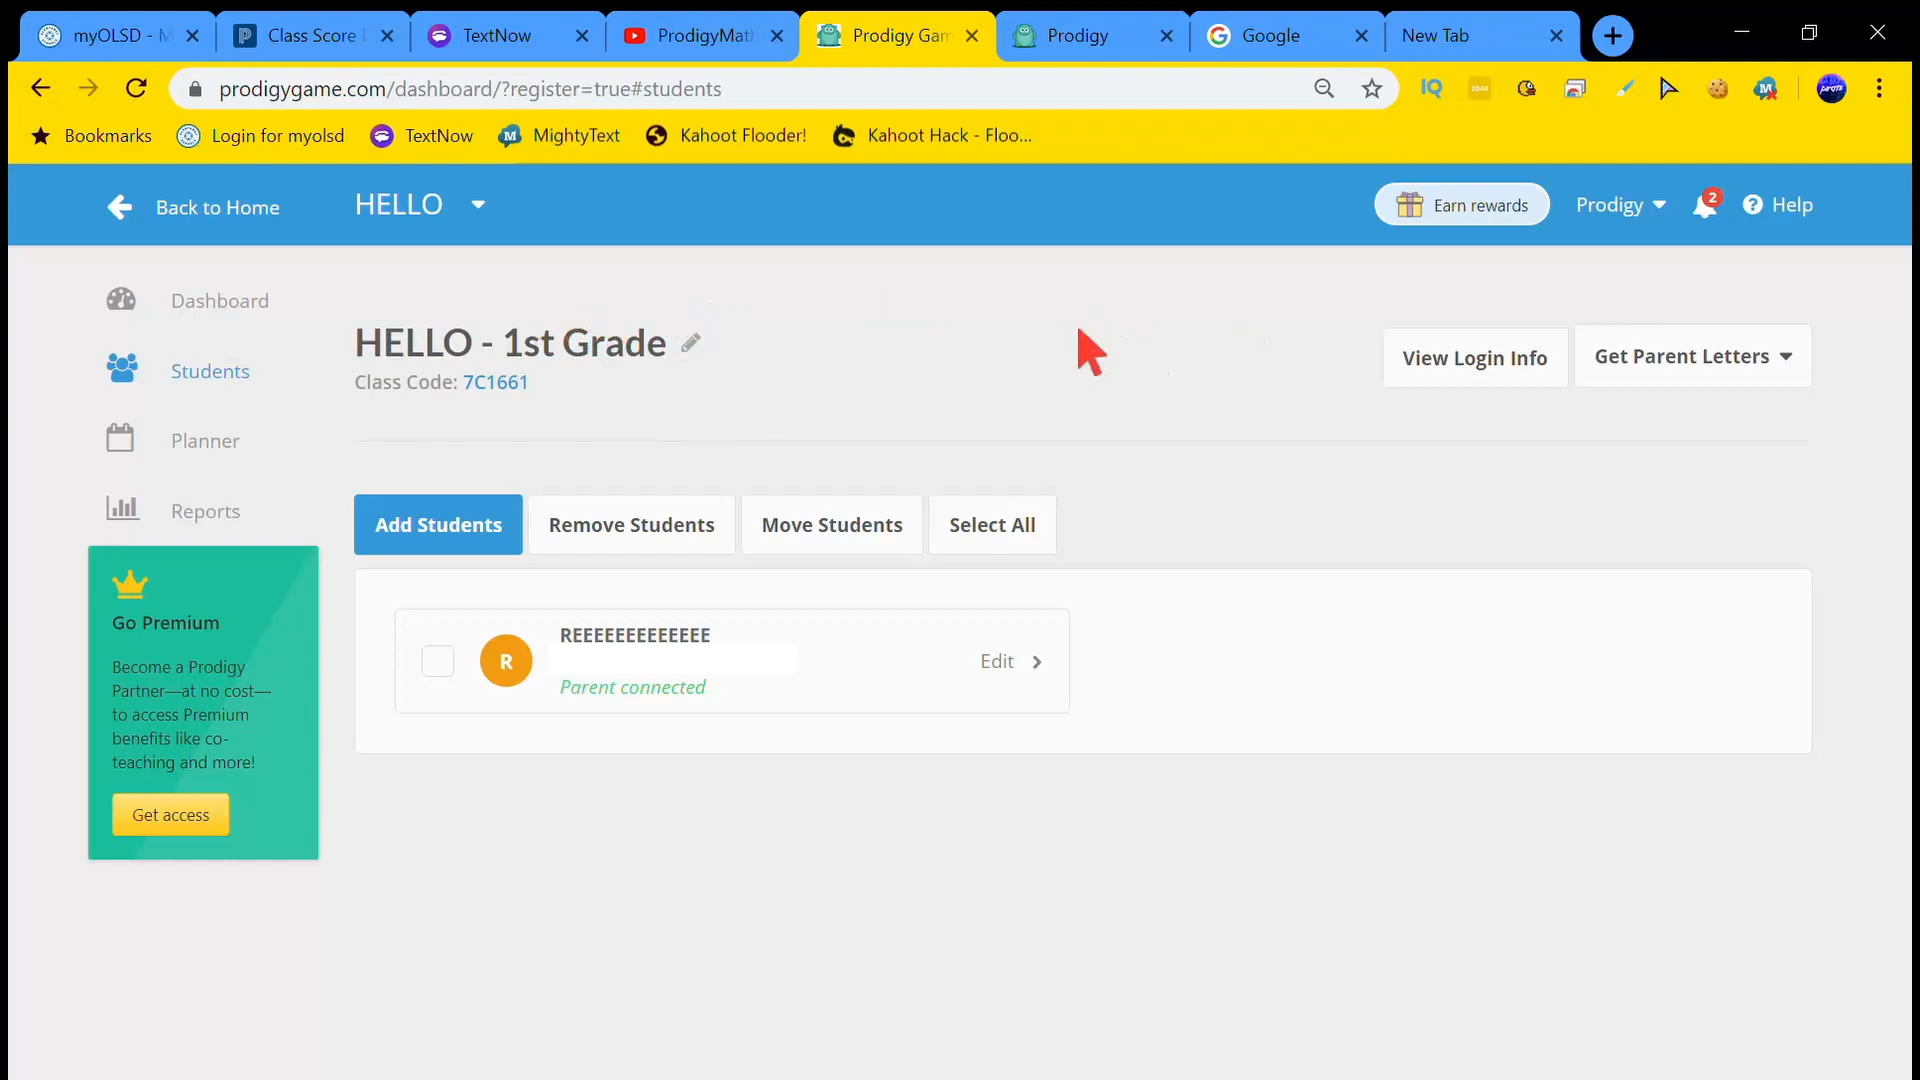 myOLSD - M
Class Score
TextNow
ProdigyMath
Prodigy Gam
Prodigy
Google
New Tab
prodigygame.com/dashboard/?register=true#students
IQ
Bookmarks
Login for myolsd
TextNow
MightyText
Kahoot Flooder!
Kahoot Hack - Floo...
Back to Home
HELLO
Earn rewards
Prodigy
2
Help
Dashboard
Students
Planner
Reports
HELLO - 1st Grade
Class Code: 7C1661
View Login Info
Get Parent Letters
Add Students
Remove Students
Move Students
Select All
R
REEEEEEEEEEEEE
Parent connected
Edit
Go Premium
Become a Prodigy
Partner—at no cost—
to access Premium
benefits like co-
teaching and more!
Get access